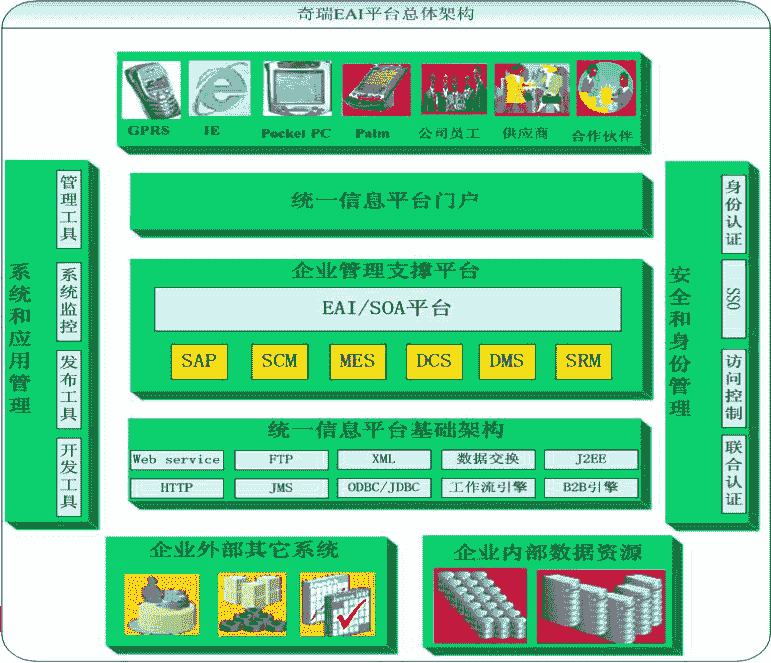 奇瑞EAI平台总体架构
GPRS
IE
Pocket PC
Palm
公司员工
供应商
合作伙伴
统一信息平台门户
系统和应用管理
管理工具
系统监控
发布工具
开发工具
企业管理支撑平台
EAI/SOA平台
SAP
SCM
MES
DCS
DMS
SRM
安全和身份管理
身份认证
SSO
访问控制
联合认证
统一信息平台基础架构
Web service
FTP
XML
数据交换
J2EE
HTTP
JMS
ODBC/JDBC
工作流引擎
B2B引擎
企业外部其它系统
企业内部数据资源